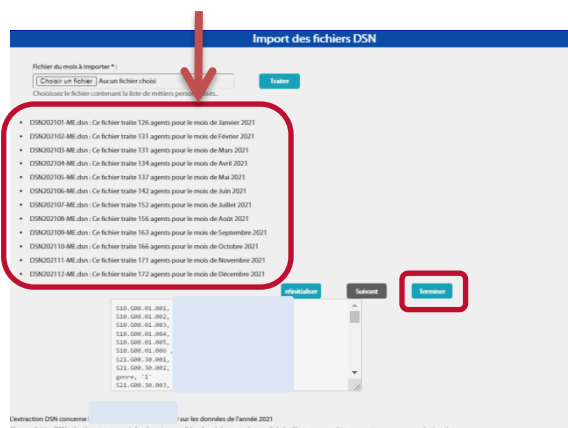 Import des fichiers DSN
Fichier du mois à importer * :
Choisir un fichier Aucun fichier choisi
Traiter
Choisissez le fichier contenant la liste de métiers
DSN202101-ME.dsn : Ce fichier traite 126 agents pour le mois de Janvier 2021
DSN202102-ME.dsn : Ce fichier traite 131 agents pour le mois de Février 2021
DSN202103-ME.dsn : Ce fichier traite 131 agents pour le mois de Mars 2021
DSN202104-ME.dsn : Ce fichier traite 134 agents pour le mois de Avril 2021
DSN202105-ME.dsn : Ce fichier traite 137 agents pour le mois de Mai 2021
DSN202106-ME.dsn : Ce fichier traite 142 agents pour le mois de Juin 2021
DSN202107-ME.dsn : Ce fichier traite 152 agents pour le mois de Juillet 2021
DSN202108-ME.dsn : Ce fichier traite 156 agents pour le mois de Août 2021
DSN202109-ME.dsn : Ce fichier traite 163 agents pour le mois de Septembre 2021
DSN202110-ME.dsn : Ce fichier traite 166 agents pour le mois de Octobre 2021
DSN202111-ME.dsn : Ce fichier traite 171 agents pour le mois de Novembre 2021
DSN202112-ME.dsn : Ce fichier traite 172 agents pour le mois de Décembre 2021
Suivant
Terminer
S10.G00.01.001,
S10.G00.01.002,
S10.G00.01.003,
S10.G00.01.004,
S10.G00.01.005,
S10.G00.01.006 ,
S21.G00.30.001,
S21.G00.30.002,
genre, '1'
S21.G00.30.003,
L'extraction DSN concerne
sur les données de l'année 2021